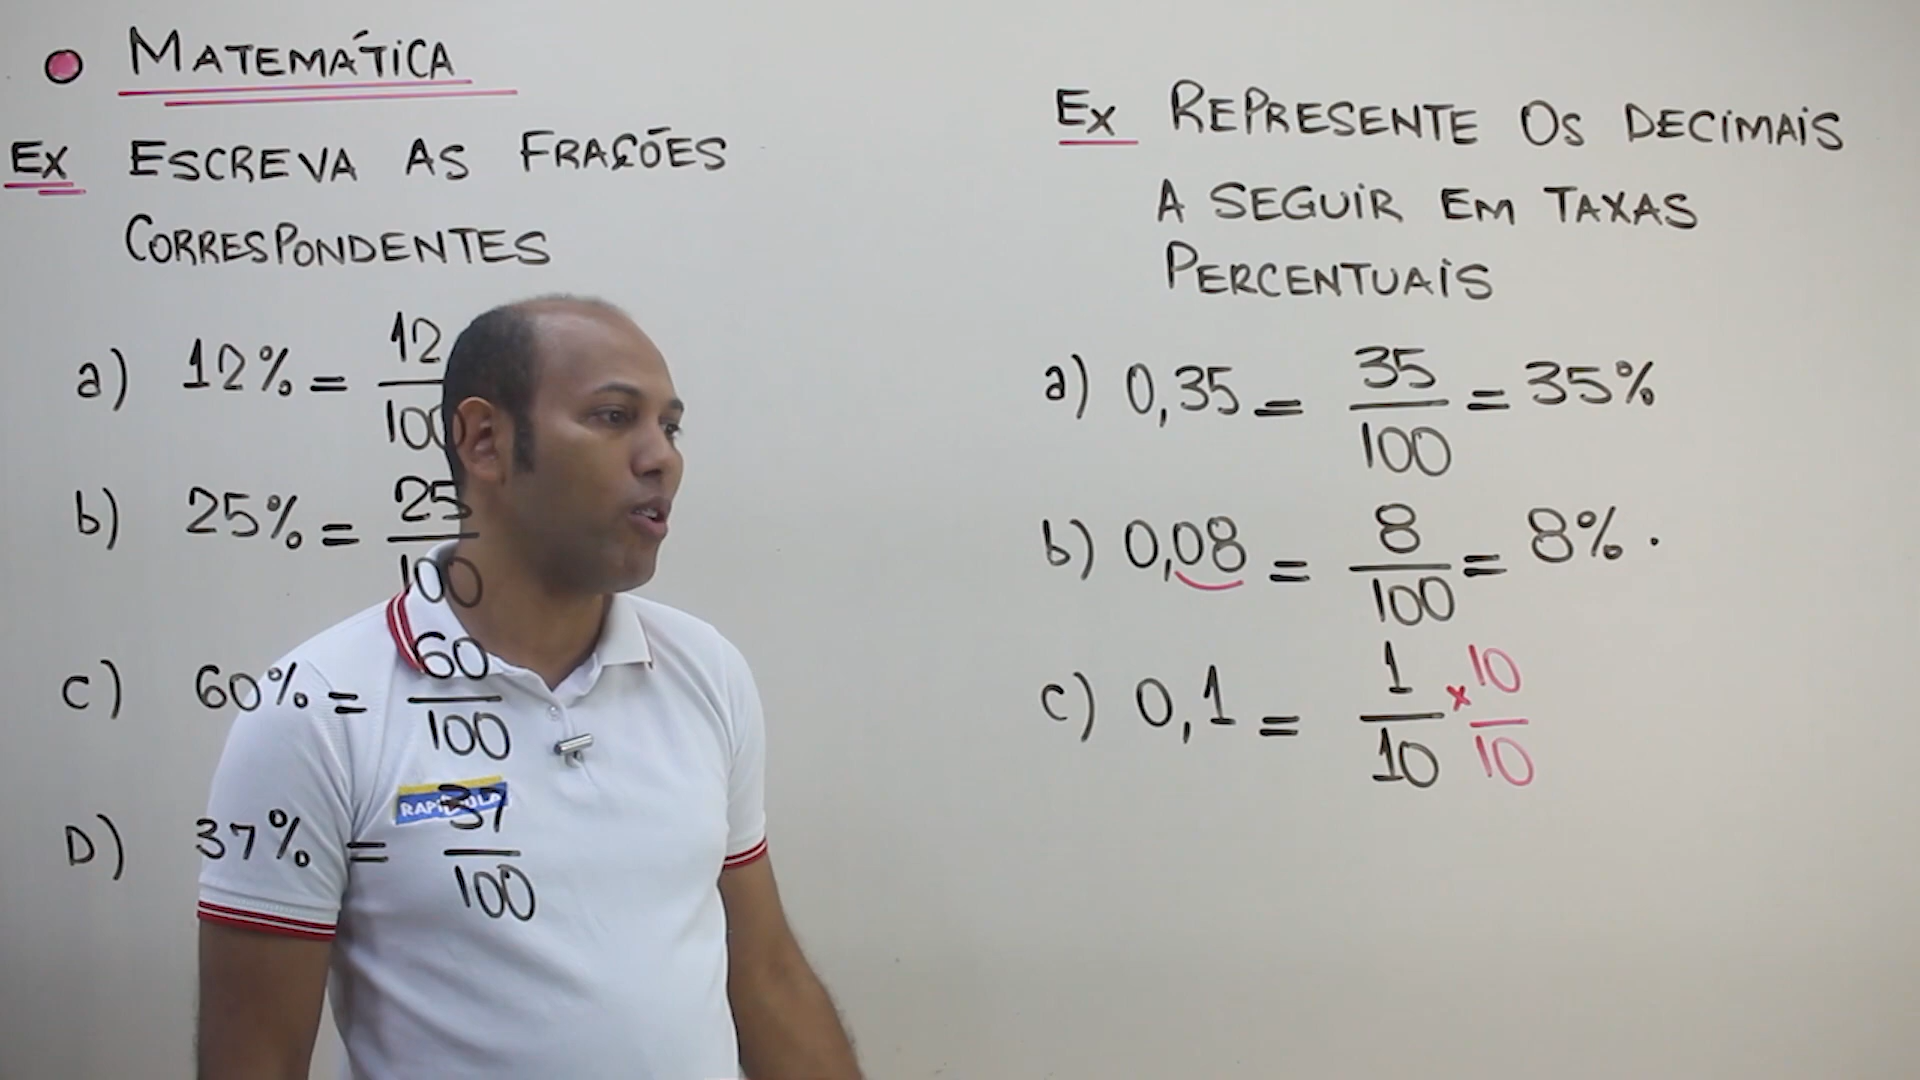 MATEMÁTICA
Ex ESCREVA AS FRAÇÕES
CORRESPONDENTES
a) 12% = 12/100
b) 25% = 25/100
c) 60% = 60/100
D) 37% = 37/100
Ex REPRESENTE OS DECIMAIS
A SEGUIR EM TAXAS
PERCENTUAIS
a) 0,35 = 35/100 = 35%
b) 0,08 = 8/100 = 8% .
c) 0,1 = 1/10 x 10/10